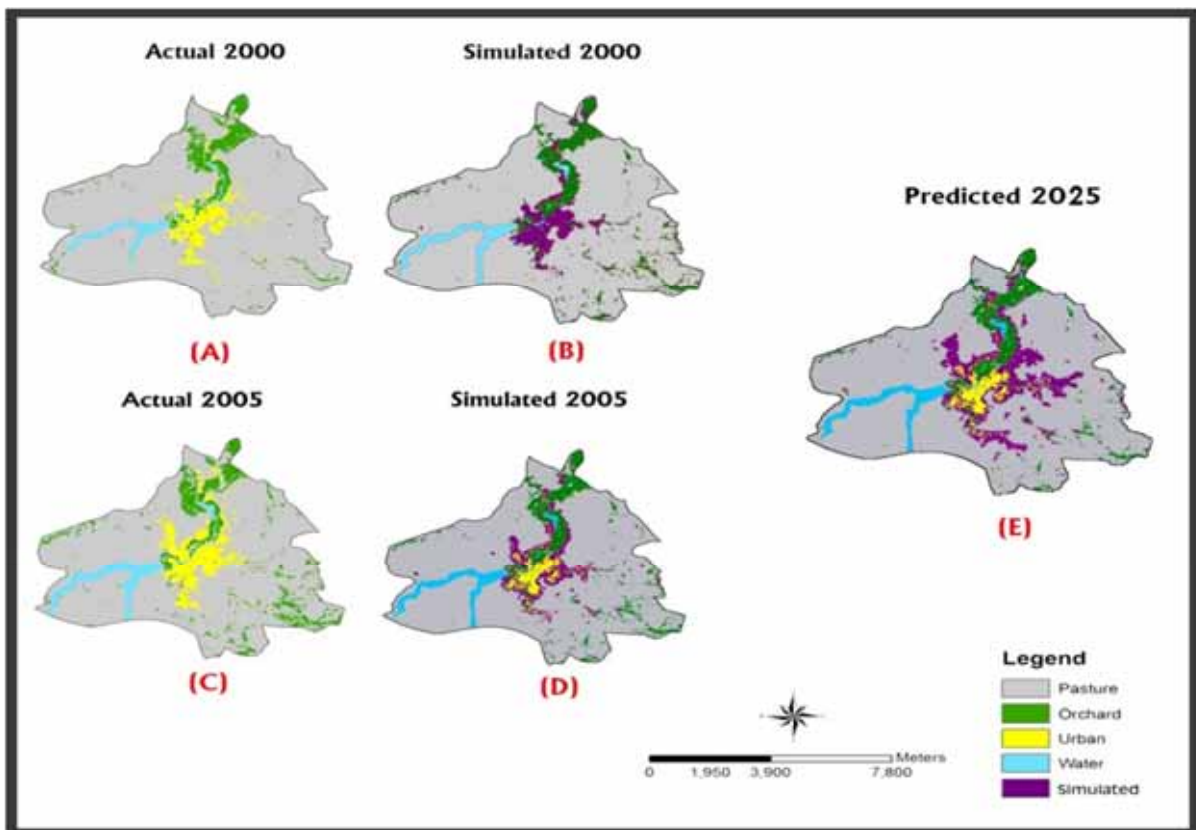 Actual 2000
Simulated 2000
(A)
(B)
Predicted 2025
Actual 2005
Simulated 2005
(C)
(D)
(E)
Legend
Pasture
Orchard
Urban
Water
Simulated
Meters
0 1,950 3,900 7,800